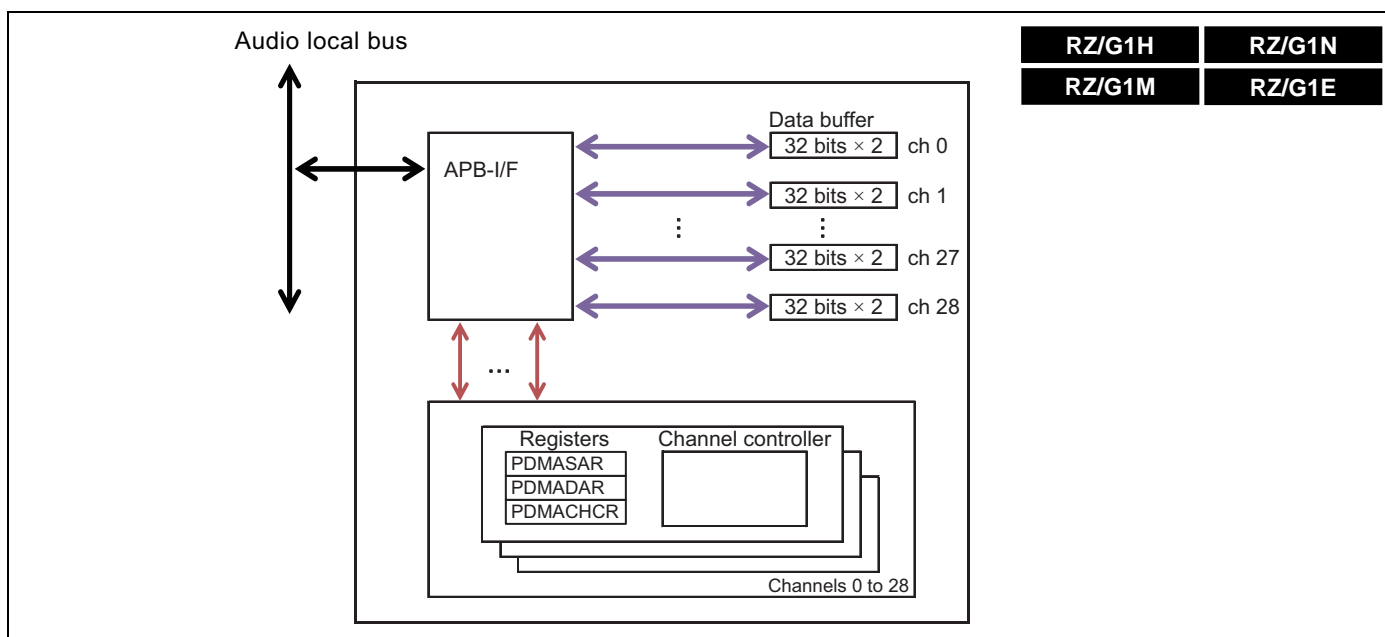 Audio local bus
RZ/G1H
RZ/G1N
RZ/G1M
RZ/G1E
Data buffer
32 bits × 2 ch 0
APB-I/F
32 bits × 2 ch 1
⋮ ⋮
32 bits × 2 ch 27
32 bits × 2 ch 28
...
Registers
Channel controller
PDMASAR
PDMADAR
PDMACHCR
Channels 0 to 28